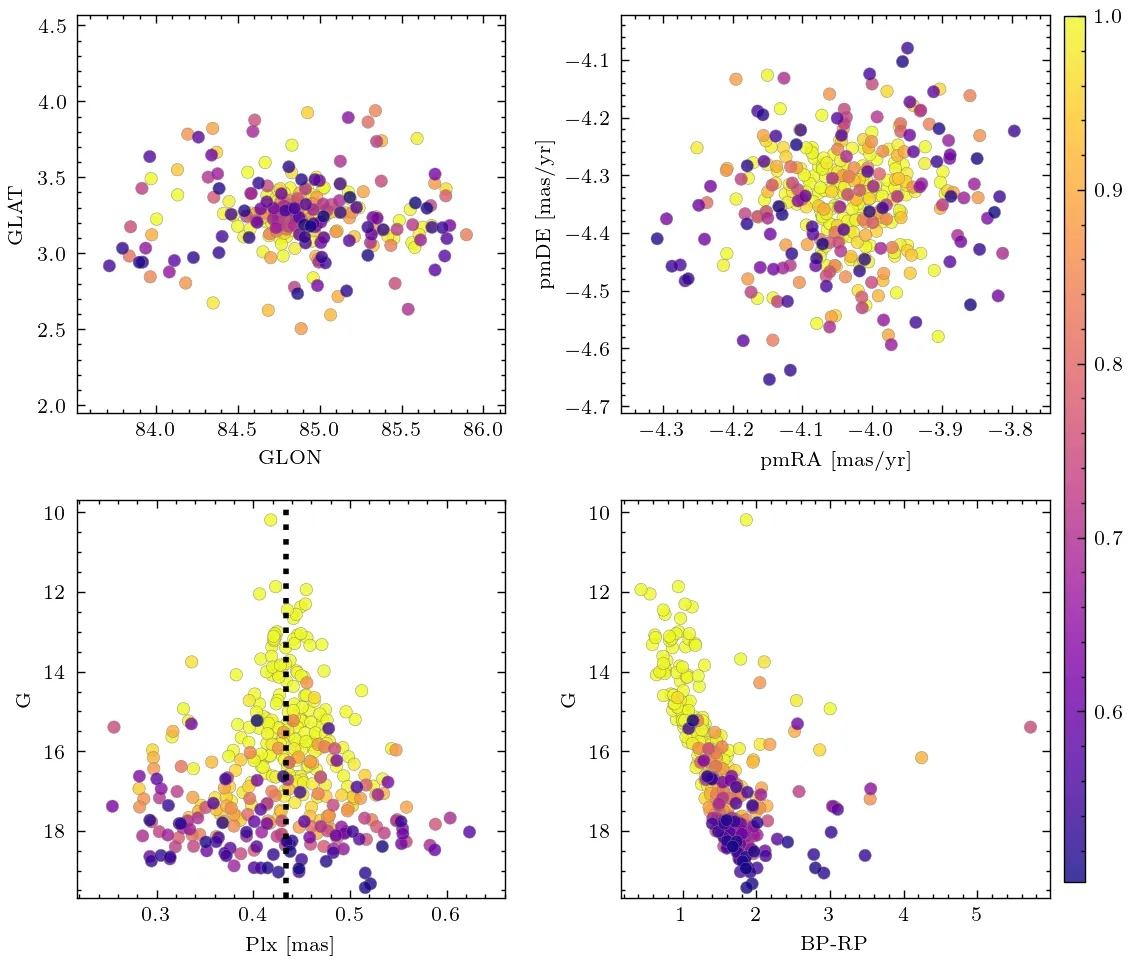 4.5
4.0
3.5
3.0
2.5
2.0
GLAT
84.0 84.5 85.0 85.5 86.0
GLON
−4.1
−4.2
−4.3
−4.4
−4.5
−4.6
−4.7
pmDE [mas/yr]
−4.3 −4.2 −4.1 −4.0 −3.9 −3.8
pmRA [mas/yr]
1.0
0.9
0.8
0.7
0.6
10
12
14
16
18
G
0.3 0.4 0.5 0.6
Plx [mas]
10
12
14
16
18
G
1 2 3 4 5
BP-RP